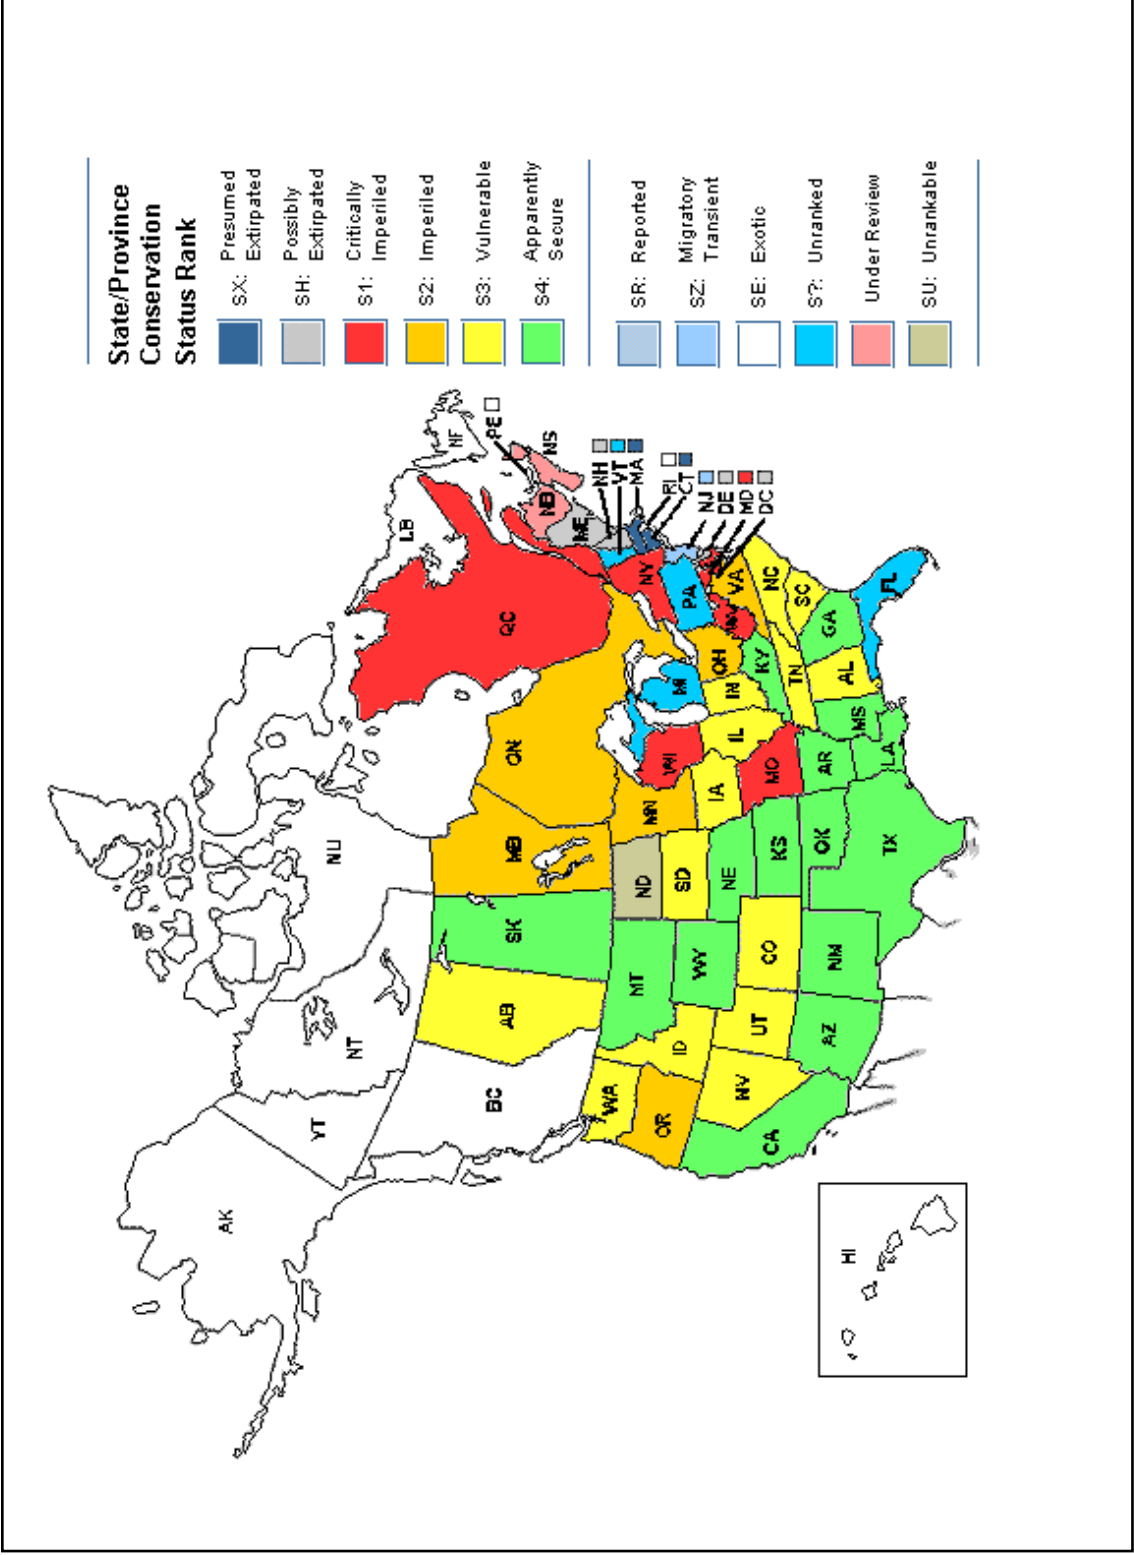 State/Province
Conservation
Status Rank
SX: Presumed
Extirpated
SH: Possibly
Extirpated
S1: Critically
Imperiled
S2: Imperiled
S3: Vulnerable
S4: Apparently
Secure
SR: Reported
SZ: Migratory
Transient
SE: Exotic
S?: Unranked
Under Review
SU: Unrankable
AK
YT
NT
NU
BC
AB
SK
MB
ON
QC
LB
NF
PE
NS
NB
ME
NH
VT
MA
RI
CT
NJ
DE
MD
DC
WA
MT
ND
MN
WI
MI
NY
PA
OR
ID
WY
SD
IA
IL
IN
OH
WV
VA
NV
UT
CO
NE
KS
MO
KY
TN
NC
SC
CA
AZ
NM
OK
AR
TX
LA
MS
AL
GA
FL
HI